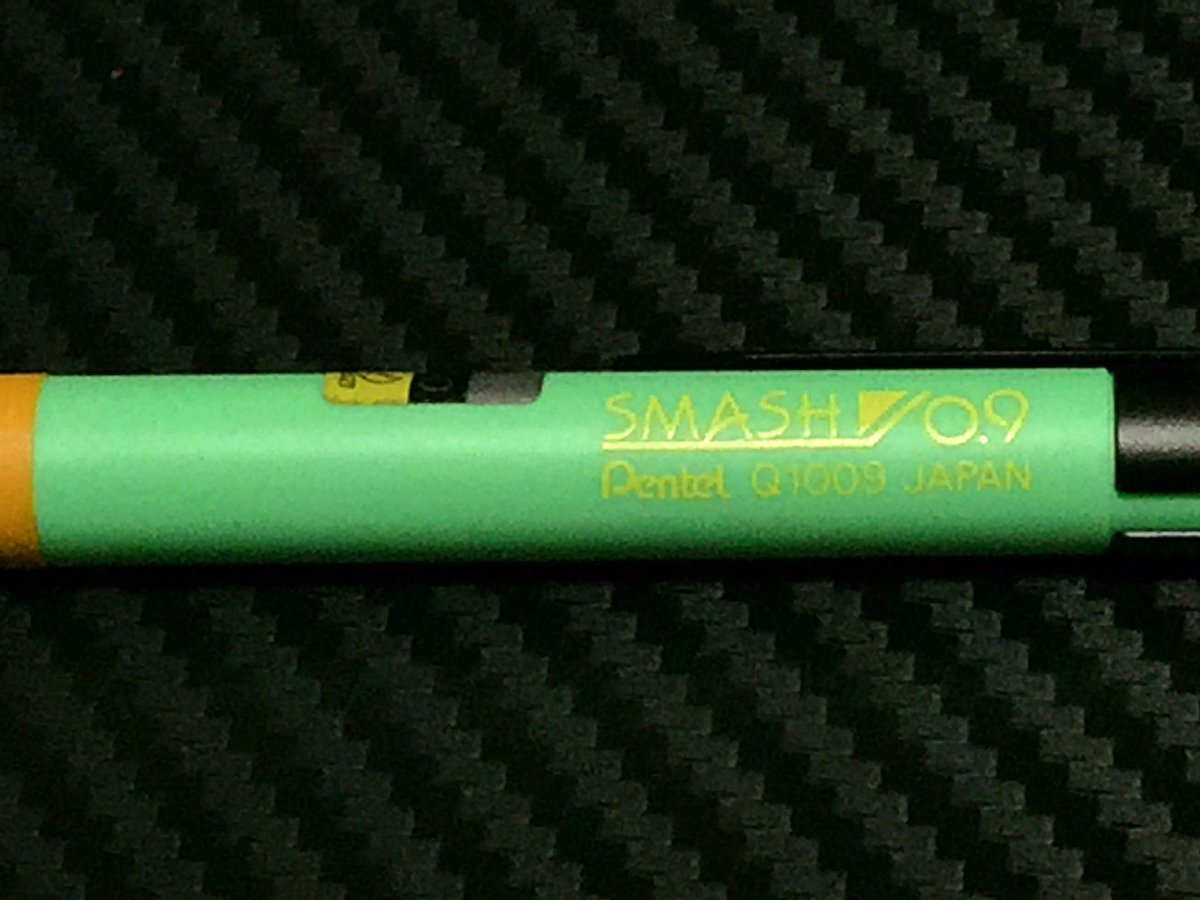 SMASH 0.9
Pentel Q1009 JAPAN